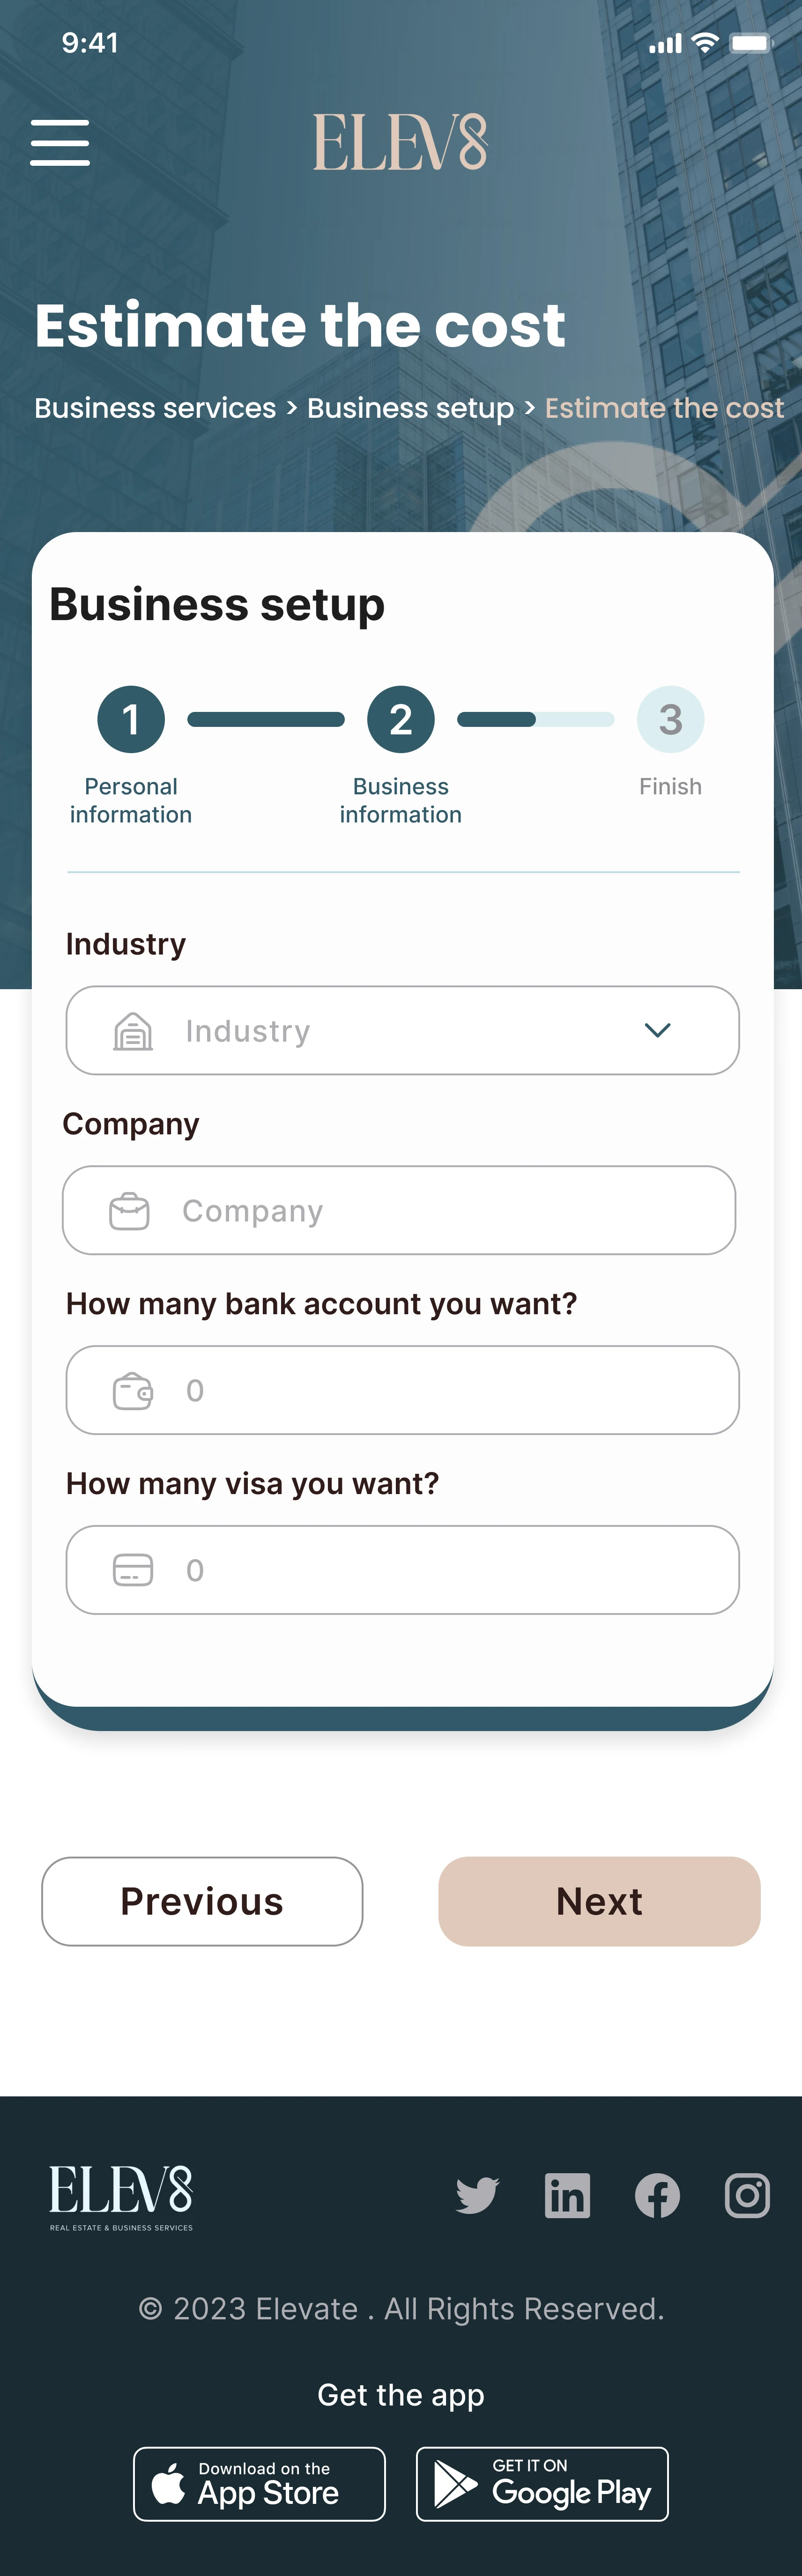 9:41
ELEV8
Estimate the cost
Business services > Business setup > Estimate the cost
Business setup
1
2
3
Personal
information
Business
information
Finish
Industry
Industry
Company
Company
How many bank account you want?
0
How many visa you want?
0
Previous
Next
ELEV8
REAL ESTATE & BUSINESS SERVICES
in
© 2023 Elevate . All Rights Reserved.
Get the app
Download on the
App Store
GET IT ON
Google Play